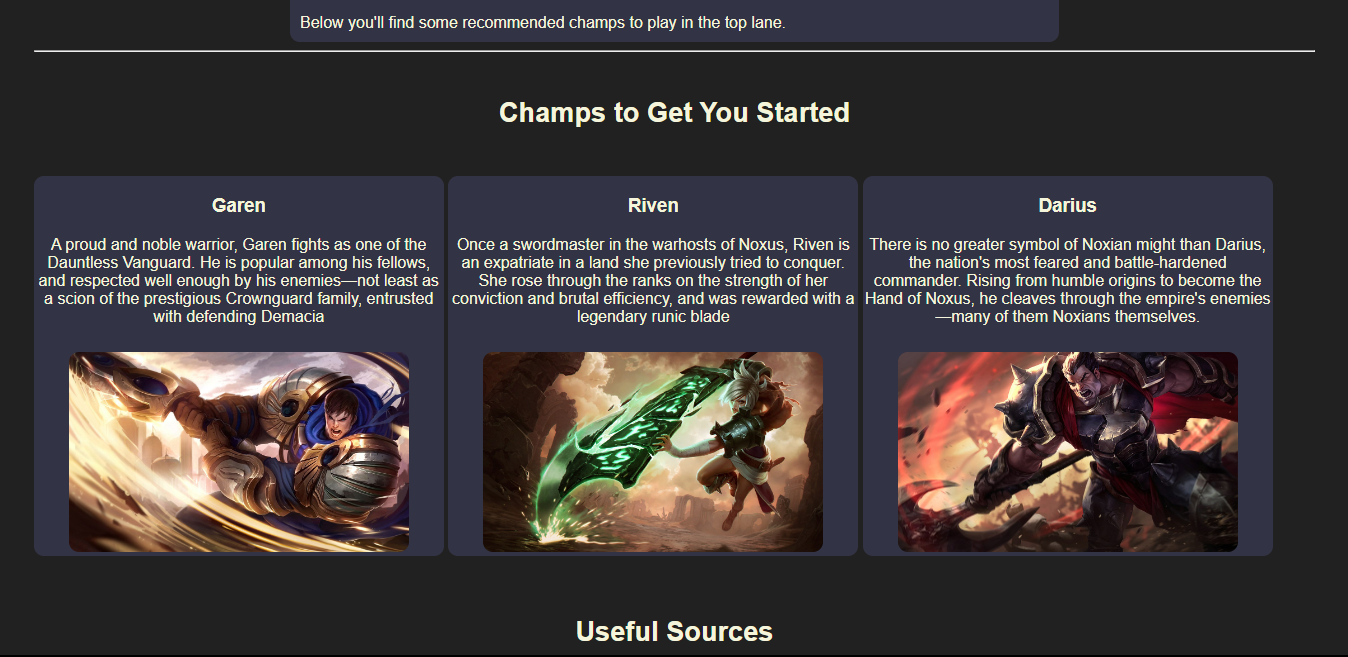 Below you'll find some recommended champs to play in the top lane.
Champs to Get You Started
Garen
A proud and noble warrior, Garen fights as one of the
Dauntless Vanguard. He is popular among his fellows,
and respected well enough by his enemies—not least as
a scion of the prestigious Crownguard family, entrusted
with defending Demacia
Riven
Once a swordmaster in the warhosts of Noxus, Riven is
an expatriate in a land she previously tried to conquer.
She rose through the ranks on the strength of her
conviction and brutal efficiency, and was rewarded with a
legendary runic blade
Darius
There is no greater symbol of Noxian might than Darius,
the nation's most feared and battle-hardened
commander. Rising from humble origins to become the
Hand of Noxus, he cleaves through the empire's enemies
—many of them Noxians themselves.
Useful Sources